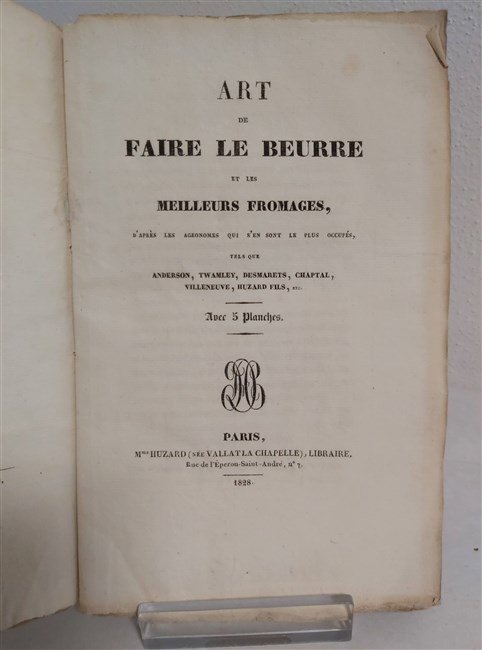 ART
DE
FAIRE LE BEURRE
ET LES
MEILLEURS FROMAGES,
D'APRÈS LES AGRONOMES QUI S'EN SONT LE PLUS OCCUPÉS,
TELS QUE
ANDERSON, TWAMLEY, DESMARETS, CHAPTAL,
VILLENEUVE, HUZARD FILS, ETC.
Avec 5 Planches.
PARIS,
Mme HUZARD (NÉE VALLAT LA CHAPELLE), LIBRAIRE,
Rue de l'Éperon-Saint-André, nº 7.
1828.